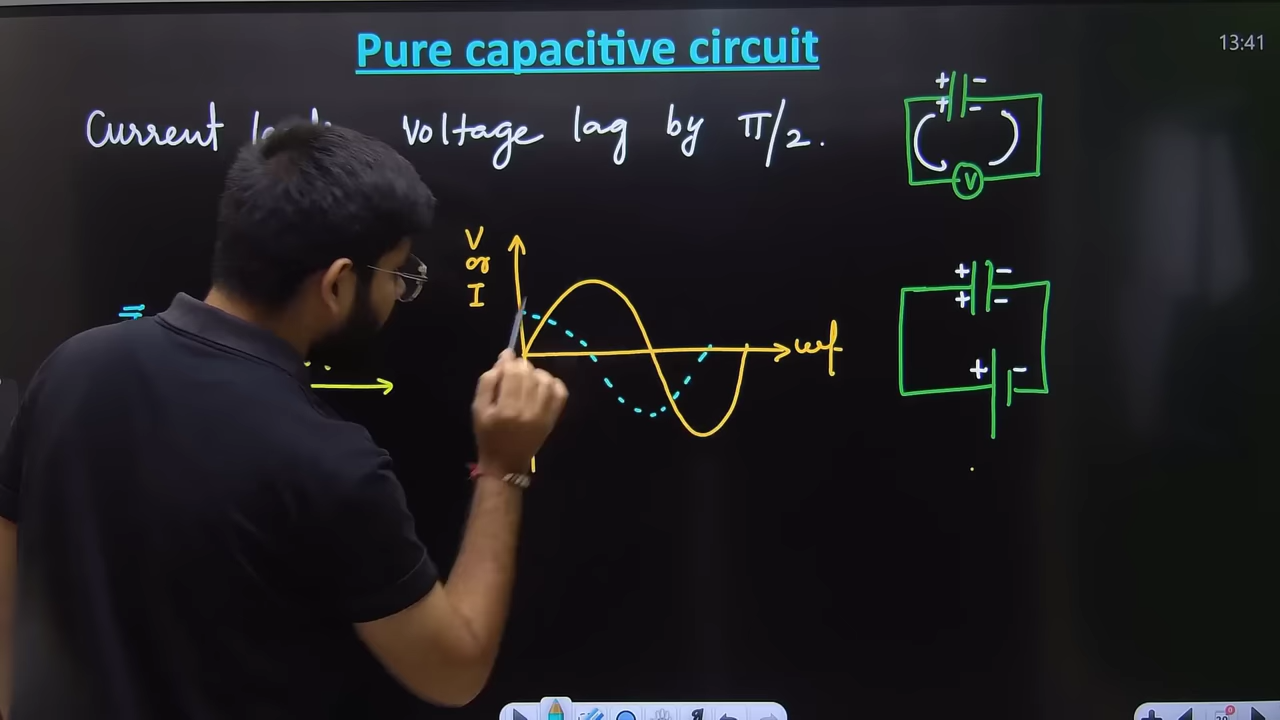 Pure capacitive circuit
13:41
Current voltage lag by π/2.
+ -
+ -
V
V
or
I
ωt
+ -
+ -
+ -